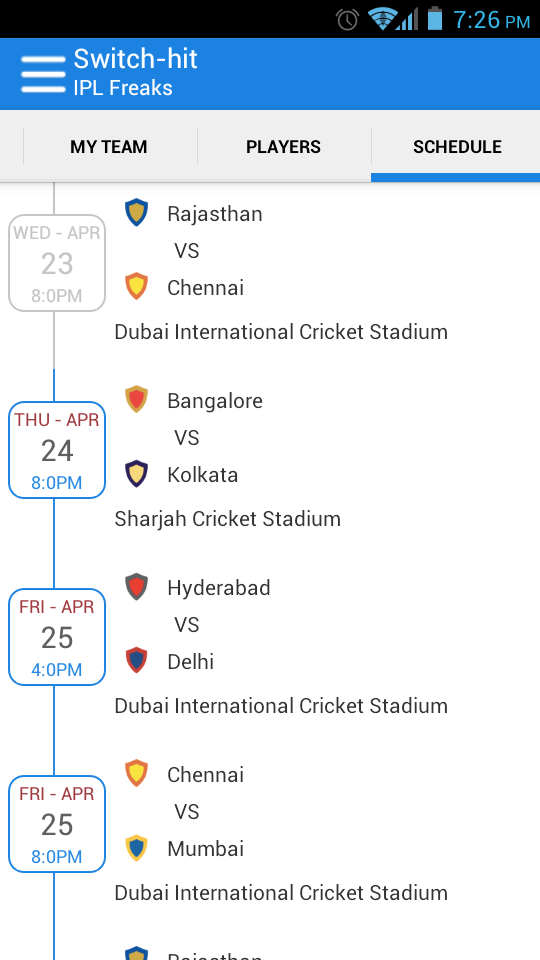 7:26 PM
Switch-hit
IPL Freaks
MY TEAM
PLAYERS
SCHEDULE
WED - APR
23
8:0PM
Rajasthan
VS
Chennai
Dubai International Cricket Stadium
THU - APR
24
8:0PM
Bangalore
VS
Kolkata
Sharjah Cricket Stadium
FRI - APR
25
4:0PM
Hyderabad
VS
Delhi
Dubai International Cricket Stadium
FRI - APR
25
8:0PM
Chennai
VS
Mumbai
Dubai International Cricket Stadium
Rajasthan